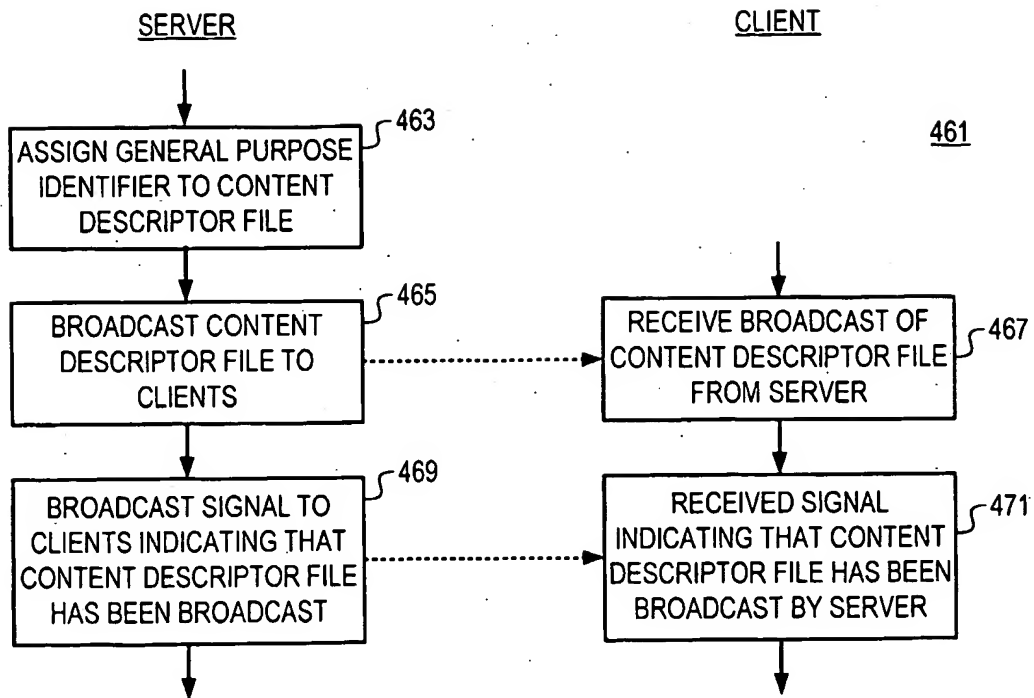 SERVER
CLIENT
461
463
ASSIGN GENERAL PURPOSE
IDENTIFIER TO CONTENT
DESCRIPTOR FILE
465
BROADCAST CONTENT
DESCRIPTOR FILE TO
CLIENTS
467
RECEIVE BROADCAST OF
CONTENT DESCRIPTOR FILE
FROM SERVER
469
BROADCAST SIGNAL TO
CLIENTS INDICATING THAT
CONTENT DESCRIPTOR FILE
HAS BEEN BROADCAST
471
RECEIVED SIGNAL
INDICATING THAT CONTENT
DESCRIPTOR FILE HAS BEEN
BROADCAST BY SERVER